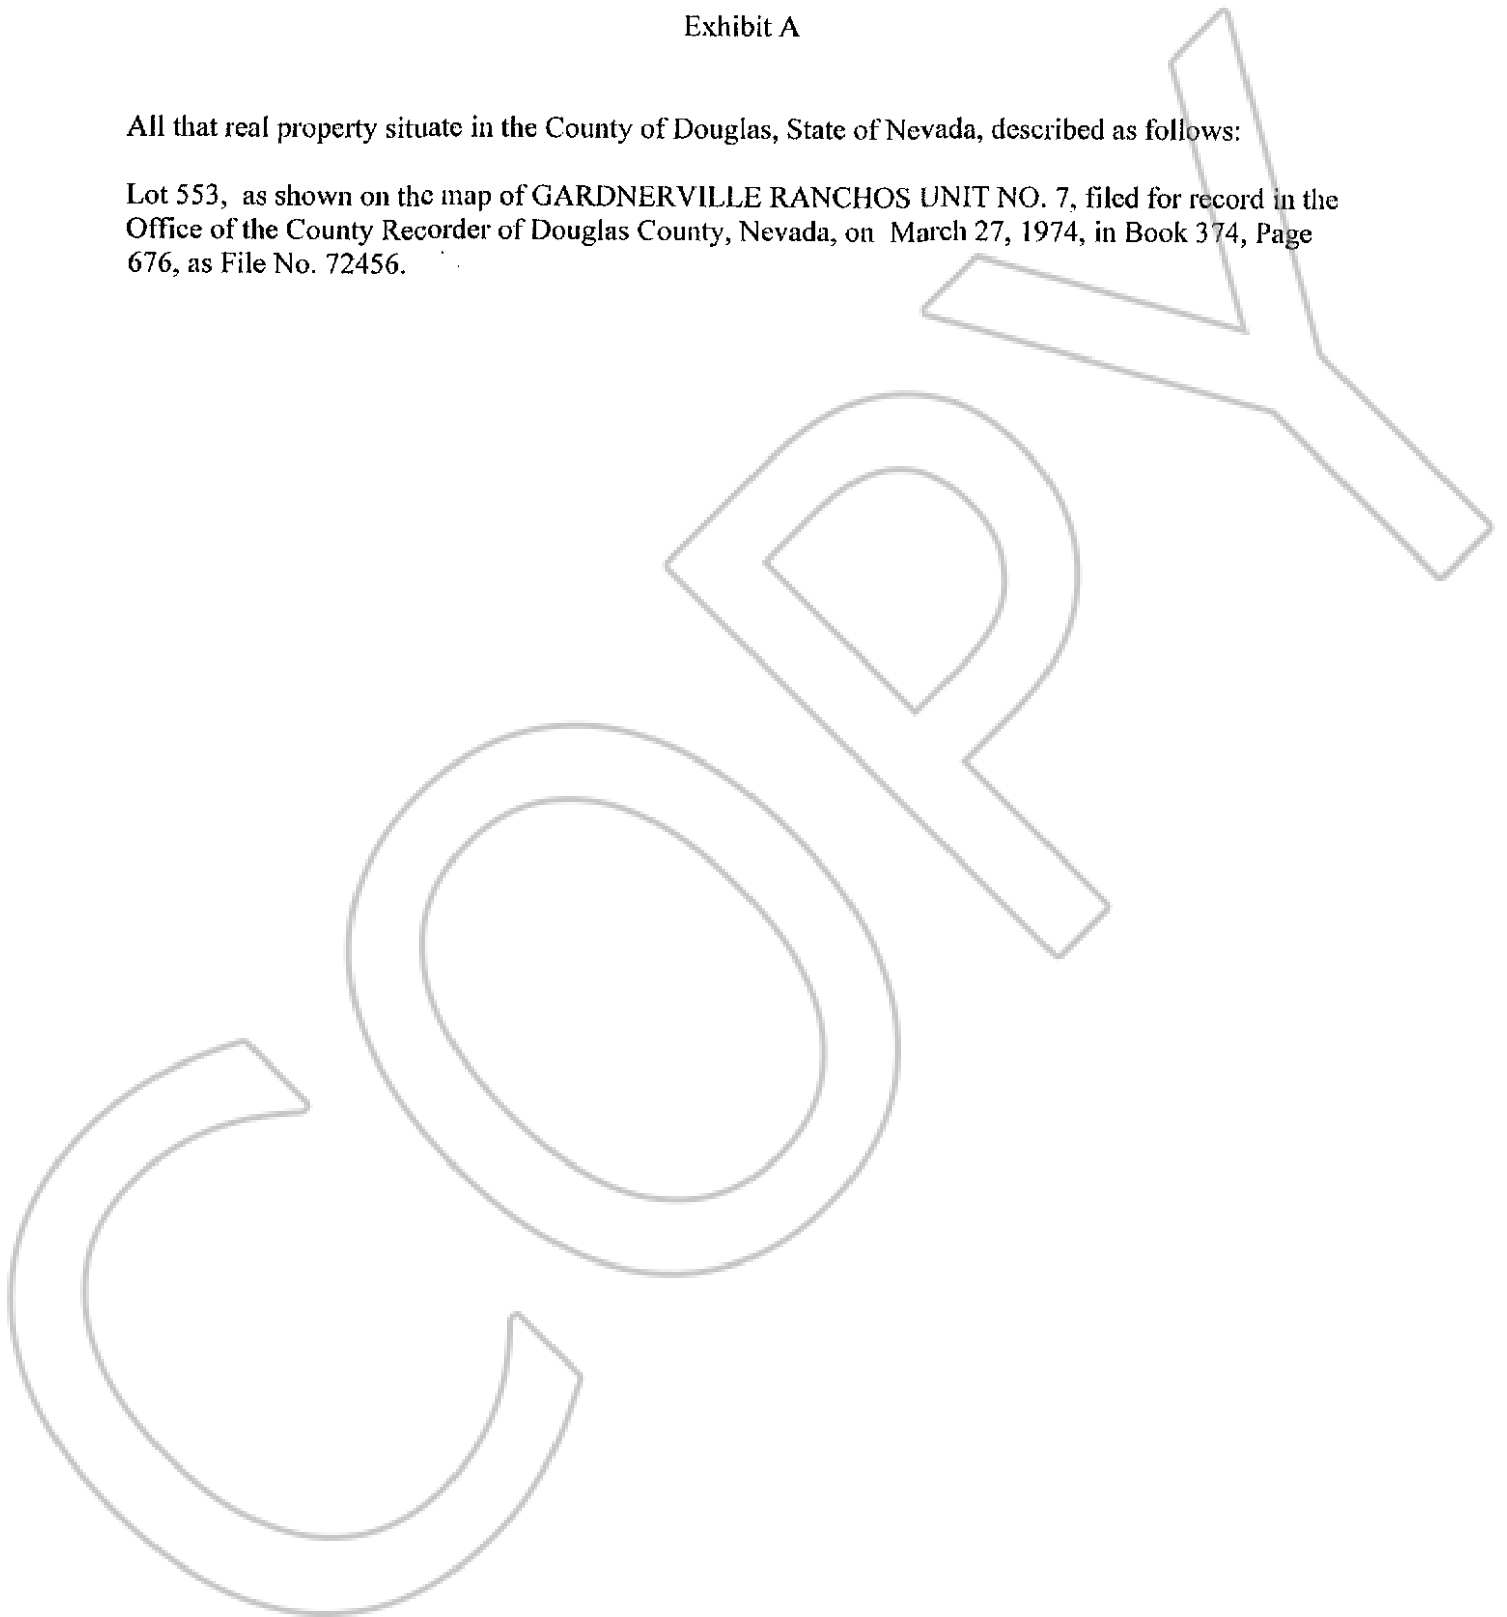 Exhibit A
All that real property situate in the County of Douglas, State of Nevada, described as follows:
Lot 553, as shown on the map of GARDNERVILLE RANCHOS UNIT NO. 7, filed for record in the
Office of the County Recorder of Douglas County, Nevada, on March 27, 1974, in Book 374, Page
676, as File No. 72456.
COPY